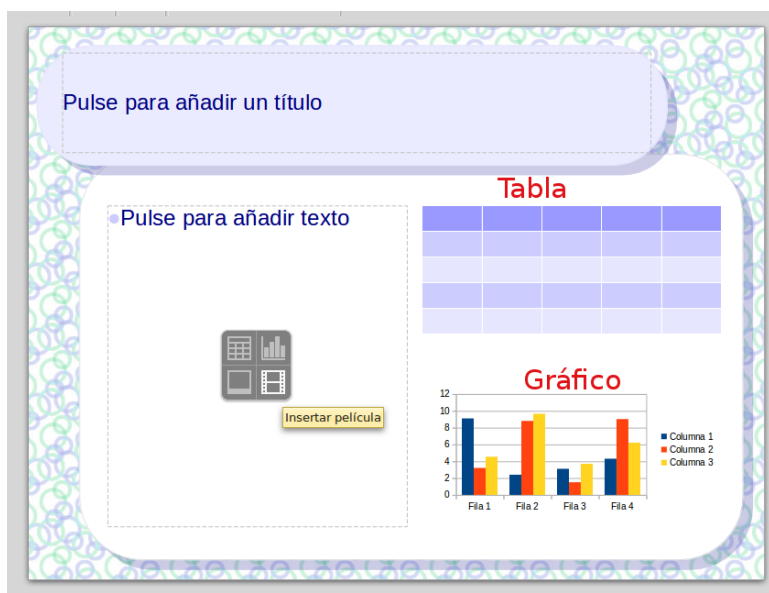 Pulse para añadir un título
Tabla
Pulse para añadir texto
Insertar película
Gráfico
12
10
8
6
4
2
0
Fila 1 Fila 2 Fila 3 Fila 4
Columna 1
Columna 2
Columna 3